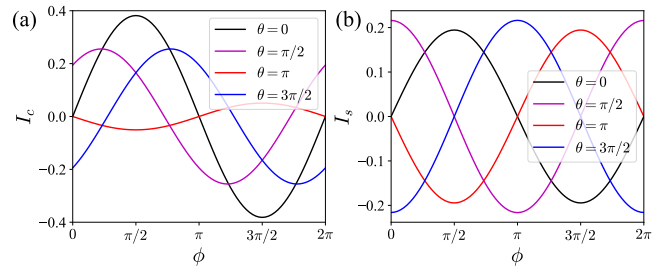 (a)
I_c
0.4
0.2
0.0
−0.2
−0.4
θ = 0
θ = π/2
θ = π
θ = 3π/2
0 π/2 π 3π/2 2π
ϕ
(b)
I_s
0.2
0.1
0.0
−0.1
−0.2
θ = 0
θ = π/2
θ = π
θ = 3π/2
0 π/2 π 3π/2 2π
ϕ